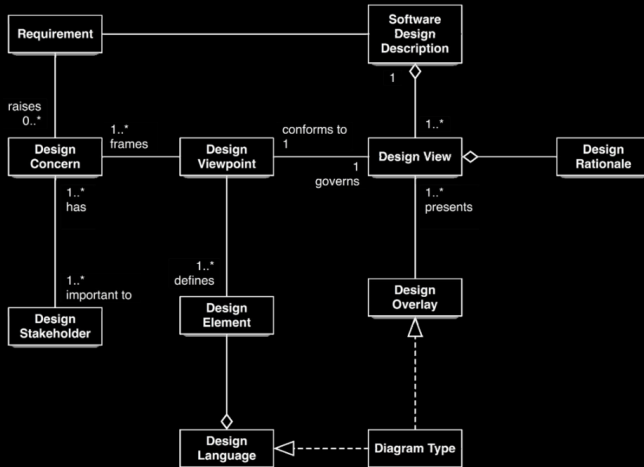 Requirement
Software
Design
Description
raises
0..*
1
1..*
frames
conforms to
1
1..*
Design
Concern
Design
Viewpoint
Design View
Design
Rationale
1
governs
1..*
has
1..*
presents
1..*
important to
1..*
defines
Design
Stakeholder
Design
Element
Design
Overlay
Design
Language
Diagram Type